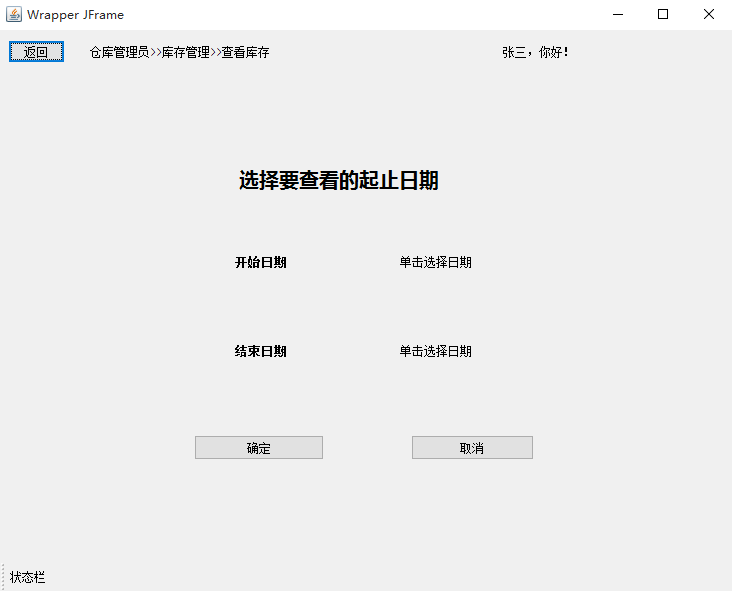 Wrapper JFrame
返回 仓库管理员>>库存管理>>查看库存 张三，你好！
选择要查看的起止日期
开始日期 单击选择日期
结束日期 单击选择日期
确定 取消
状态栏